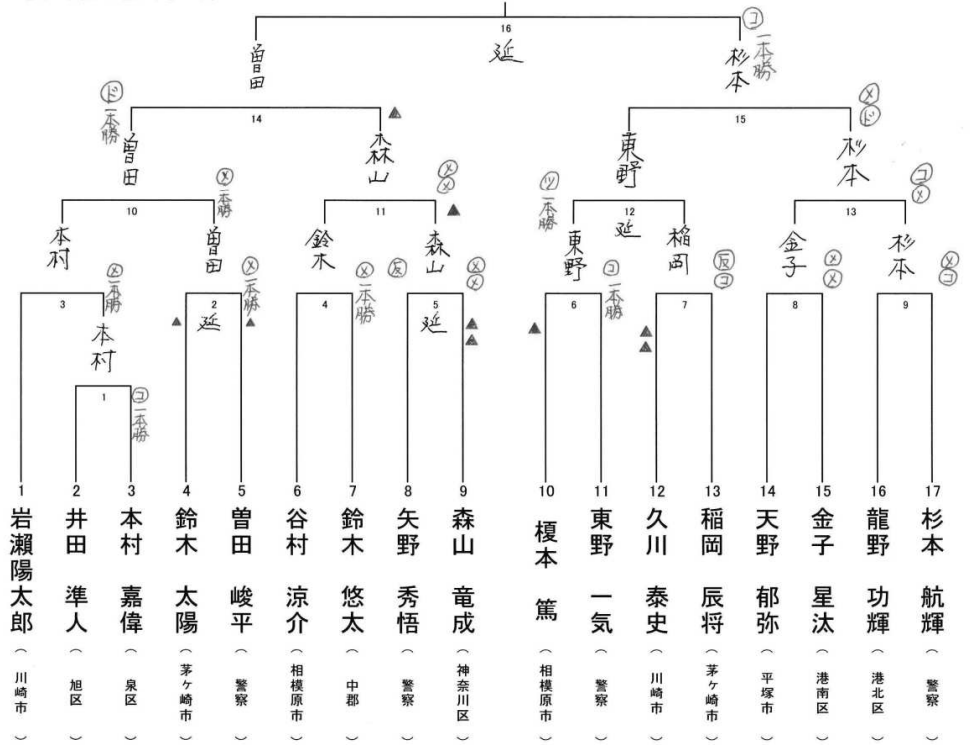 16
曽田
延
杉本
コ 一本勝
ド 一本勝
14
▲
15
メ ド
曽田
森山
東野
杉本
メ 一本勝
メ メ
ツ 一本勝
コ メ
10
11
▲
12
延
13
本村
曽田
鈴木
森山
東野
稲岡
金子
杉本
メ 一本勝
メ 一本勝
メ 一本勝
反
メ メ
コ 一本勝
反 コ
メ メ
メ コ
3
▲
2
延
▲
4
5
延
▲▲
▲
6
▲▲
7
8
9
本村
1
コ 一本勝
1 岩瀬陽太郎 (川崎市)
2 井田 準人 (旭区)
3 本村 嘉偉 (泉区)
4 鈴木 太陽 (茅ヶ崎市)
5 曽田 峻平 (警察)
6 谷村 涼介 (相模原市)
7 鈴木 悠太 (中郡)
8 矢野 秀悟 (警察)
9 森山 竜成 (神奈川区)
10 榎本 篤 (相模原市)
11 東野 一気 (警察)
12 久川 泰史 (川崎市)
13 稲岡 辰将 (茅ヶ崎市)
14 天野 郁弥 (平塚市)
15 金子 星汰 (港南区)
16 龍野 功輝 (港北区)
17 杉本 航輝 (警察)